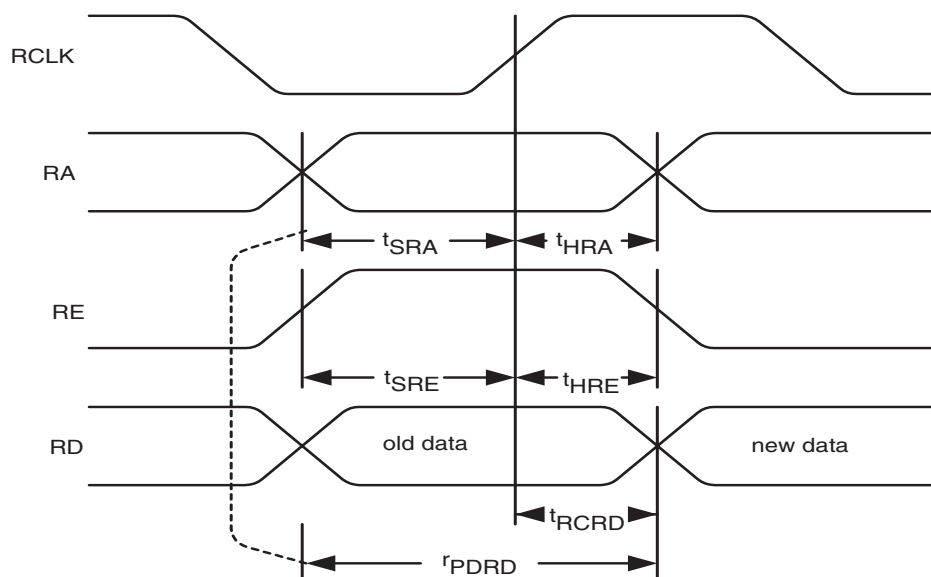 RCLK
RA
tSRA tHRA
RE
tSRE tHRE
RD old data new data
tRCRD
rPDRD